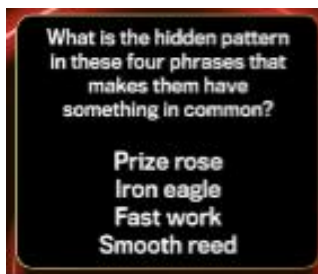 What is the hidden pattern
in these four phrases that
makes them have
something in common?
Prize rose
Iron eagle
Fast work
Smooth reed